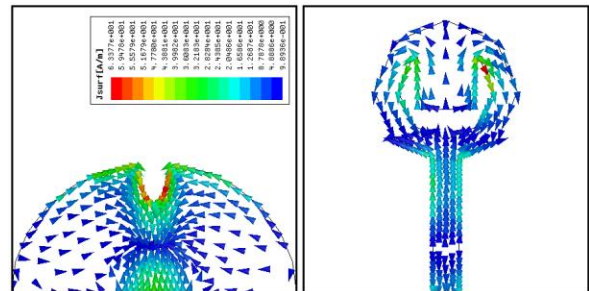 Jsurf[A/m]
6.3377e+001
5.9478e+001
5.5579e+001
5.1679e+001
4.7780e+001
4.3881e+001
3.9982e+001
3.6083e+001
3.2183e+001
2.8284e+001
2.4385e+001
2.0486e+001
1.6586e+001
1.2687e+001
8.7878e+000
4.8886e+000
9.8936e-001